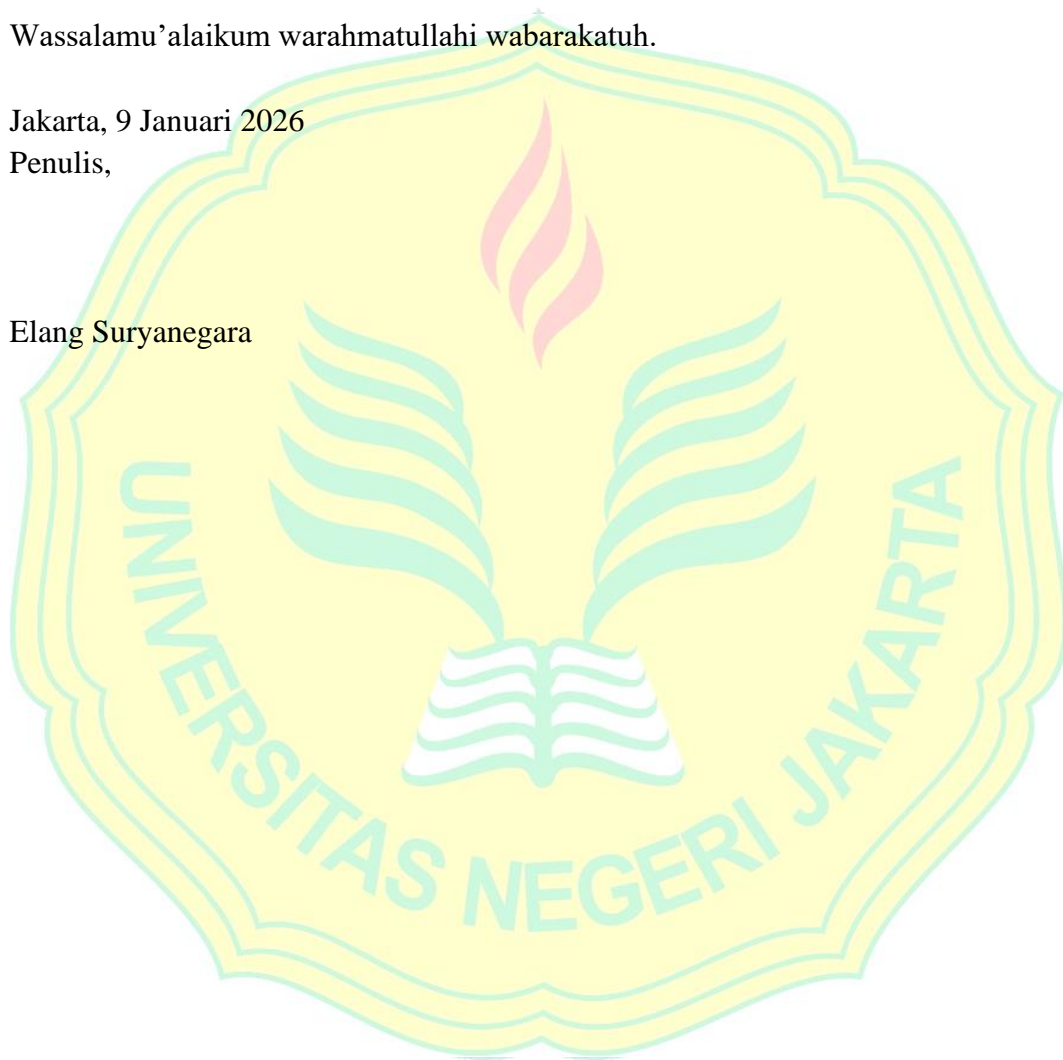 Wassalamu’alaikum warahmatullahi wabarakatuh.
Jakarta, 9 Januari 2026
Penulis,
Elang Suryanegara
UNIVERSITAS NEGERI JAKARTA